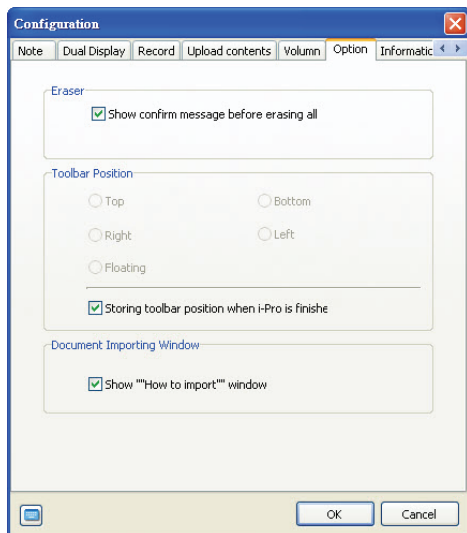 Configuration
Note Dual Display Record Upload contents Volumn Option Informatic
Eraser
Show confirm message before erasing all
Toolbar Position
Top Bottom
Right Left
Floating
Storing toolbar position when i-Pro is finishe
Document Importing Window
Show ""How to import"" window
OK Cancel